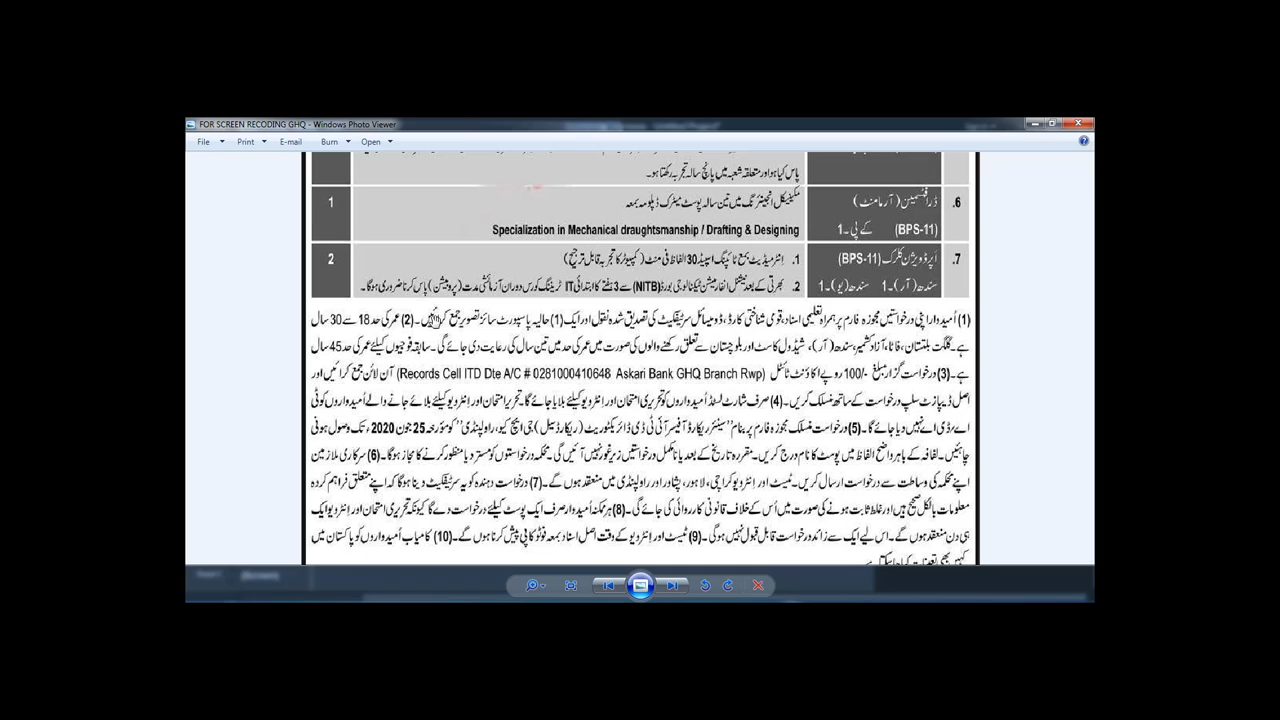 FOR SCREEN RECODING GHQ - Windows Photo Viewer
File Print E-mail Burn Open
پاس کیا ہو اور متعلقہ شعبہ میں پانچ سالہ تجربہ رکھتا ہو۔
6. ڈرافٹسمین (آرمامنٹ) مکینیکل انجینئرنگ میں تین سالہ پوسٹ میٹرک ڈپلومہ بمعہ 1
(BPS-11) کے پی۔1 Specialization in Mechanical draughtsmanship / Drafting & Designing
7. اَپر ڈویژن کلرک (BPS-11) 1. انٹرمیڈیٹ بمع ٹائپنگ اسپیڈ 30 الفاظ فی منٹ (کمپیوٹر کا تجربہ قابل ترجیح) 2
سندھ (آر)۔1 سندھ (یو)۔1 2. بھرتی کے بعد نیشنل انفارمیشن ٹیکنالوجی بورڈ (NITB) سے 3 ہفتے کا ابتدائی IT ٹریننگ کورس دوران آزمائشی مدت (پروبیشن) پاس کرنا ضروری ہوگا۔
(1) اُمیدوار اپنی درخواستیں مجوزہ فارم پر ہمراہ تعلیمی اسناد، قومی شناختی کارڈ، ڈومیسائل سرٹیفکیٹ کی تصدیق شدہ نقول اور ایک (1) حالیہ پاسپورٹ سائز تصویر جمع کرائیں۔ (2) عمر کی حد 18 سے 30 سال
ہے۔ گلگت بلتستان، فاٹا، آزاد کشمیر، سندھ (آر)، شیڈول کاسٹ اور بلوچستان سے تعلق رکھنے والوں کی صورت میں عمر کی حد میں تین سال کی رعایت دی جائے گی۔ سابقہ فوجیوں کیلئے عمر کی حد 45 سال
ہے۔ (3) درخواست گزار مبلغ -/100 روپے اکاؤنٹ ٹائٹل (Records Cell ITD Dte A/C # 0281000410648 Askari Bank GHQ Branch Rwp) آن لائن جمع کرائیں اور
اصل ڈیپازٹ سلپ درخواست کے ساتھ منسلک کریں۔ (4) صرف شارٹ لسٹڈ اُمیدواروں کو تحریری امتحان اور انٹرویو کیلئے بلایا جائے گا۔ تحریر امتحان اور انٹرویو کیلئے بلائے جانے والے اُمیدواروں کو ٹی
اے/ڈی اے نہیں دیا جائے گا۔ (5) درخواست منسلک مجوزہ فارم پر بنام "سینئر ریکارڈ آفیسر آئی ٹی ڈی ڈائریکٹوریٹ (ریکارڈ سیل) جی ایچ کیو، راولپنڈی" کو مؤرخہ 25 جون 2020ء تک وصول ہونی
چاہئیں۔ لفافہ کے باہر واضح الفاظ میں پوسٹ کا نام درج کریں۔ مقررہ تاریخ کے بعد یا نامکمل درخواستیں زیر غور نہیں آئیں گی۔ محکمہ درخواستوں کو مسترد یا منظور کرنے کا مجاز ہوگا۔ (6) سرکاری ملازمین
اپنے محکمہ کی وساطت سے درخواست ارسال کریں۔ ٹیسٹ اور انٹرویو کراچی، لاہور، پشاور اور راولپنڈی میں منعقد ہوں گے۔ (7) درخواست دہندہ کو یہ سرٹیفکیٹ دینا ہوگا کہ اپنے متعلق فراہم کردہ
معلومات بالکل صحیح ہیں اور غلط ثابت ہونے کی صورت میں اُس کے خلاف قانونی کارروائی کی جائے گی۔ (8) ہر ممکنہ اُمیدوار صرف ایک پوسٹ کیلئے درخواست دے گا کیونکہ تحریری امتحان اور انٹرویو ایک
ہی دن منعقد ہوں گے۔ اس لیے ایک سے زائد درخواست قابل قبول نہیں ہوگی۔ (9) ٹیسٹ اور انٹرویو کے وقت اصل اسناد بمعہ فوٹو کاپی پیش کرنا ہوں گے۔ (10) کامیاب اُمیدواروں کو پاکستان میں